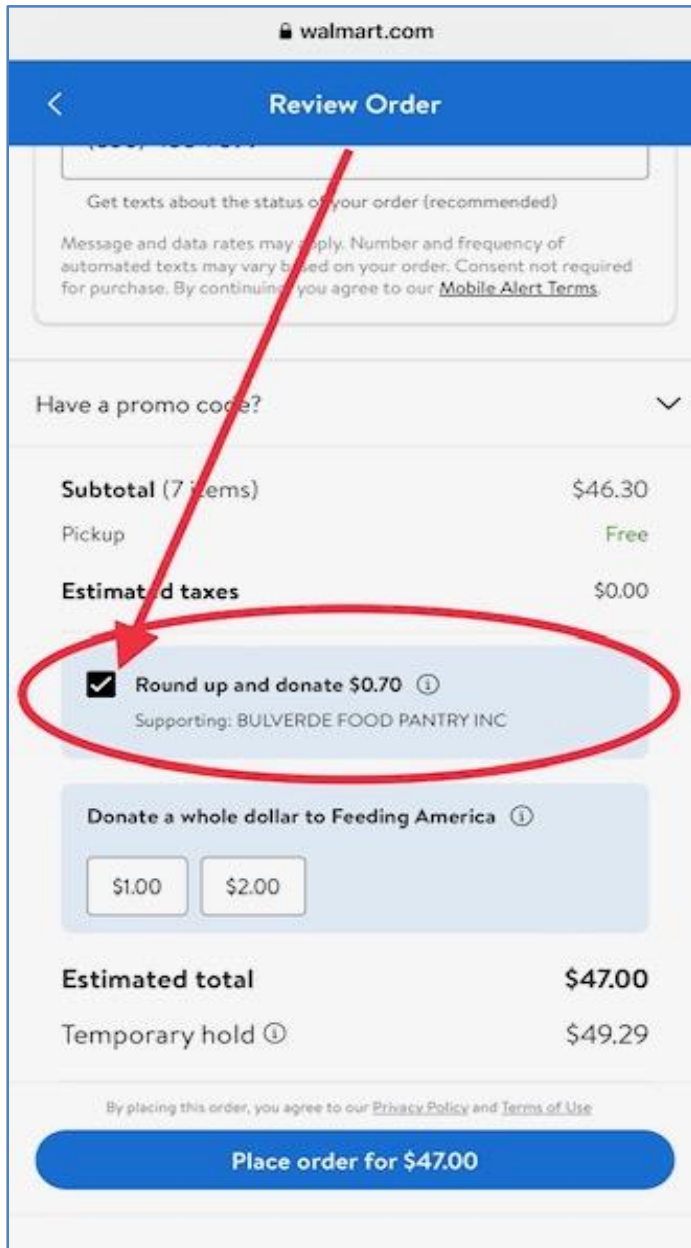 walmart.com
Review Order
Get texts about the status of your order (recommended)
Message and data rates may apply. Number and frequency of
automated texts may vary based on your order. Consent not required
for purchase. By continuing, you agree to our Mobile Alert Terms.
Have a promo code?
Subtotal (7 items) $46.30
Pickup Free
Estimated taxes $0.00
Round up and donate $0.70
Supporting: BULVERDE FOOD PANTRY INC
Donate a whole dollar to Feeding America
$1.00 $2.00
Estimated total $47.00
Temporary hold $49.29
By placing this order, you agree to our Privacy Policy and Terms of Use
Place order for $47.00